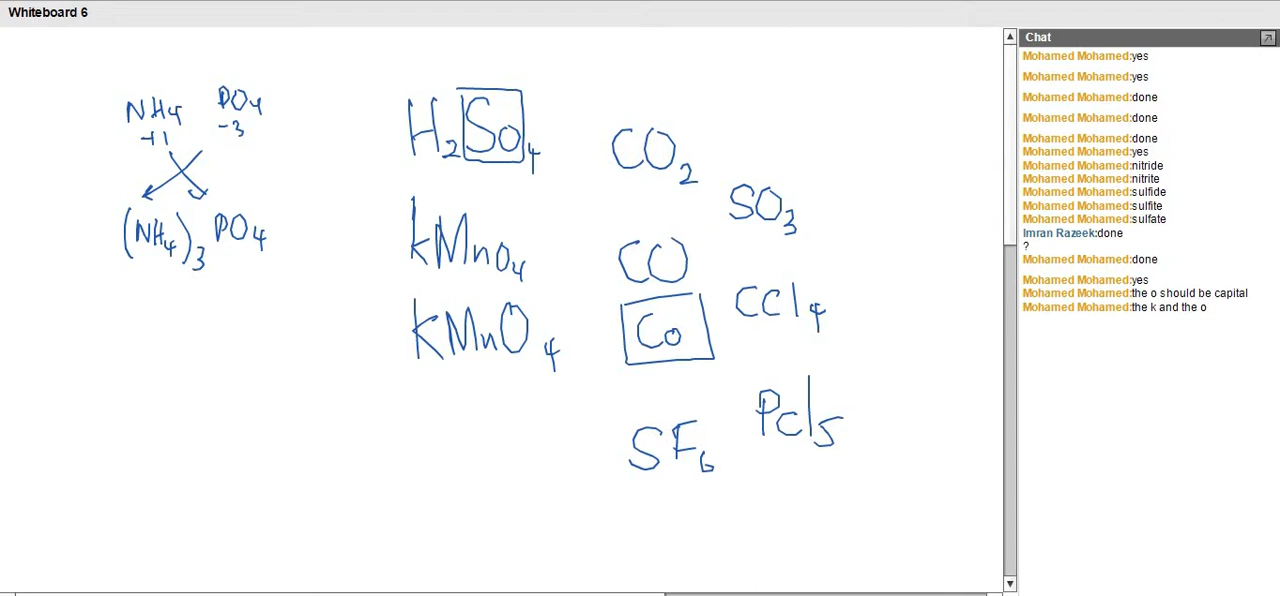 Whiteboard 6
NH4 PO4
+1 -3
(NH4)3 PO4
H2So4
kMnO4
kMnO4
CO2
SO3
CO
CCl4
Co
PCl5
SF6
Chat
Mohamed Mohamed:yes
Mohamed Mohamed:yes
Mohamed Mohamed:done
Mohamed Mohamed:done
Mohamed Mohamed:done
Mohamed Mohamed:yes
Mohamed Mohamed:nitride
Mohamed Mohamed:nitrite
Mohamed Mohamed:sulfide
Mohamed Mohamed:sulfite
Mohamed Mohamed:sulfate
Imran Razeek:done
?
Mohamed Mohamed:done
Mohamed Mohamed:yes
Mohamed Mohamed:the o should be capital
Mohamed Mohamed:the k and the o